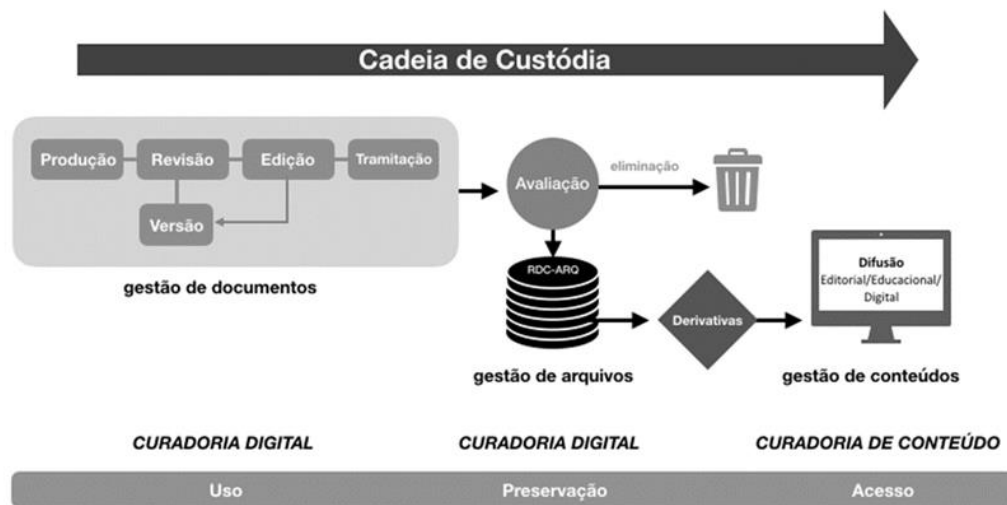 Cadeia de Custódia
Produção
Revisão
Edição
Tramitação
Versão
gestão de documentos
Avaliação
eliminação
RDC-ARQ
gestão de arquivos
Derivativas
Difusão
Editorial/Educacional/
Digital
gestão de conteúdos
CURADORIA DIGITAL
CURADORIA DIGITAL
CURADORIA DE CONTEÚDO
Uso
Preservação
Acesso